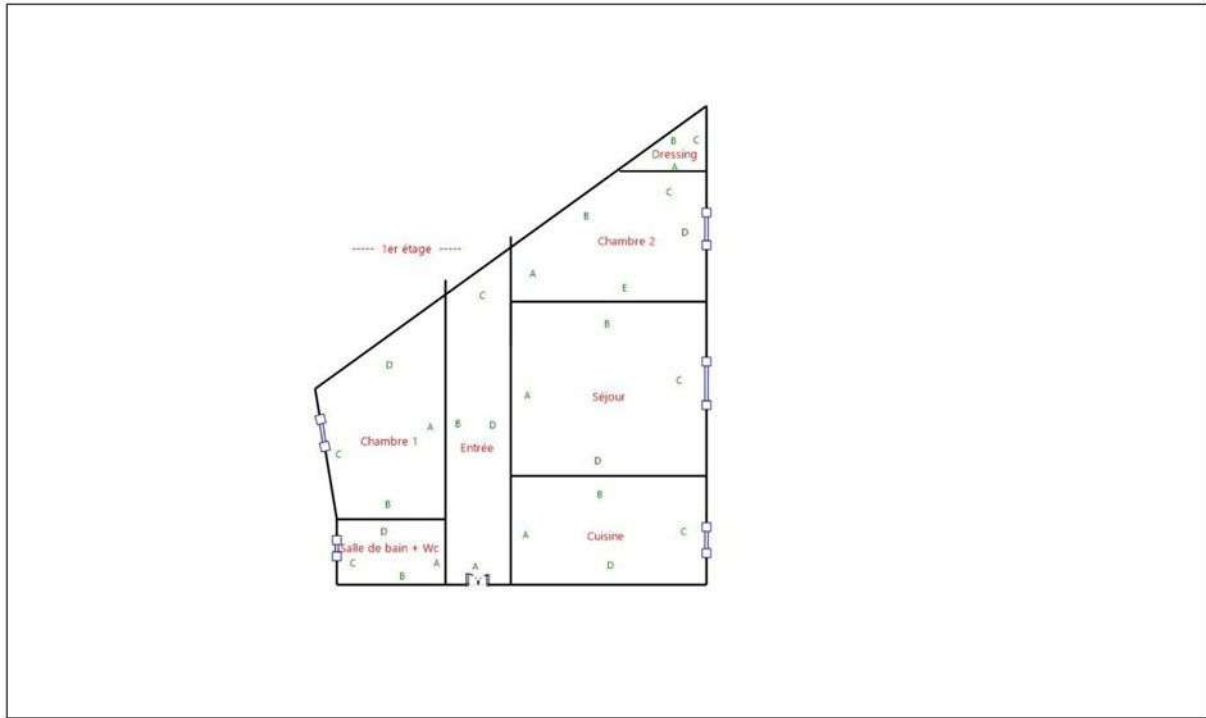 B C
Dressing
A
C
B
D
Chambre 2
----- 1er étage -----
A
E
C
B
D
C
A
Séjour
B D
A
Chambre 1
Entrée
C
D
B
B
D
A
Cuisine
C
Salle de bain + Wc
C
A
A
D
B